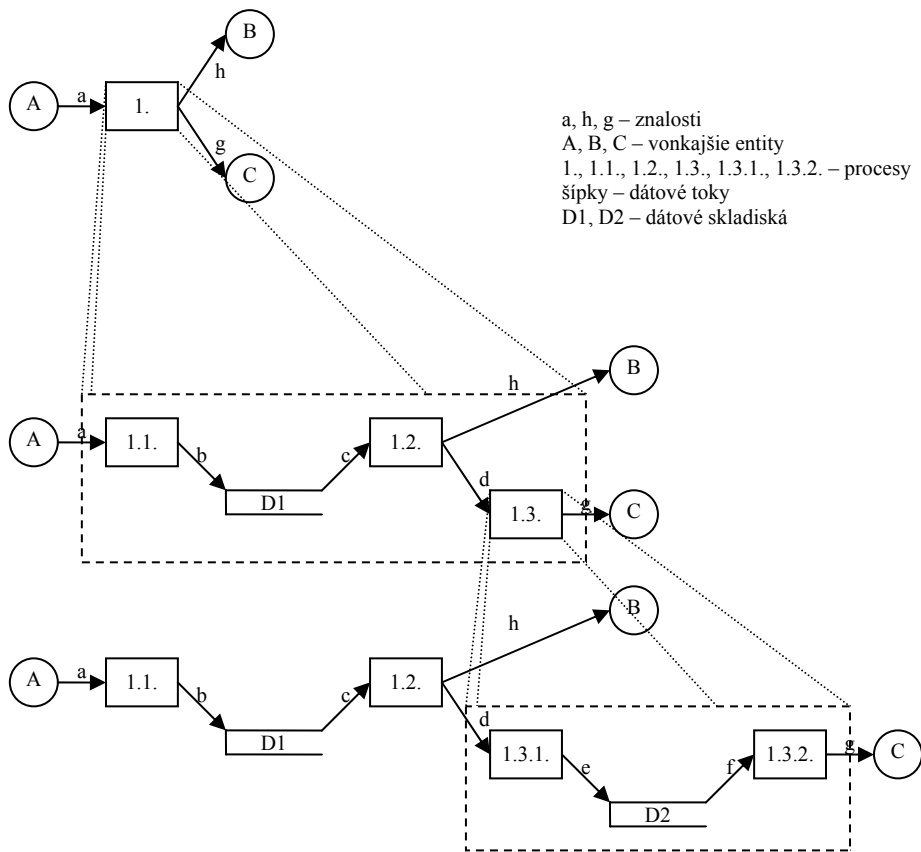 B
h
A
a
1.
g
C
a, h, g – znalosti
A, B, C – vonkajšie entity
1., 1.1., 1.2., 1.3., 1.3.1., 1.3.2. – procesy
šípky – dátové toky
D1, D2 – dátové skladiská
h
B
A
a
1.1.
b
D1
c
1.2.
d
1.3.
g
C
h
B
A
a
1.1.
b
D1
c
1.2.
d
1.3.1.
e
D2
f
1.3.2.
g
C